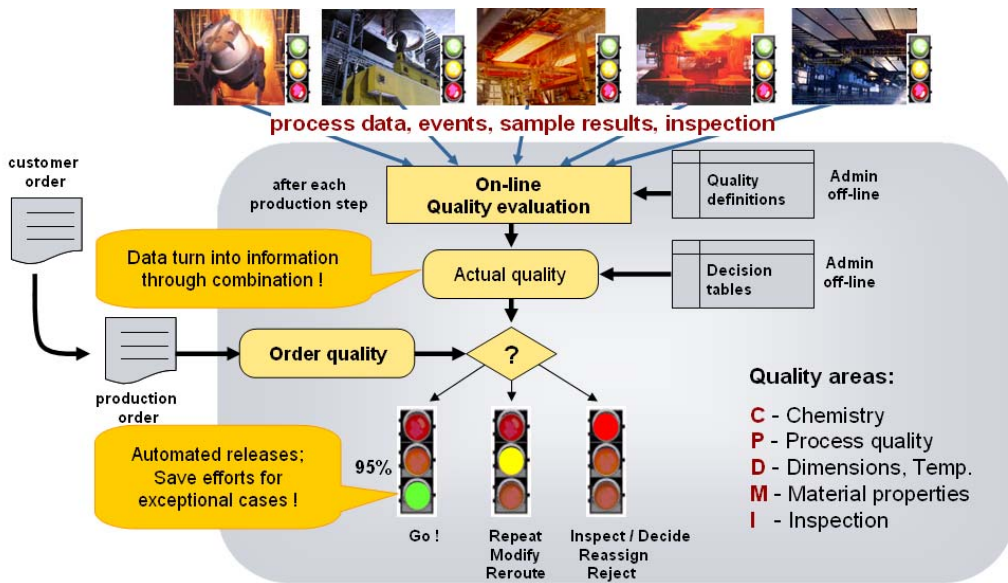 process data, events, sample results, inspection
customer
order
after each
production step
On-line
Quality evaluation
Quality
definitions
Admin
off-line
Data turn into information
through combination !
Actual quality
Decision
tables
Admin
off-line
Order quality
?
production
order
Quality areas:
C - Chemistry
P - Process quality
D - Dimensions, Temp.
M - Material properties
I - Inspection
Automated releases;
Save efforts for
exceptional cases !
95%
Go !
Repeat
Modify
Reroute
Inspect / Decide
Reassign
Reject